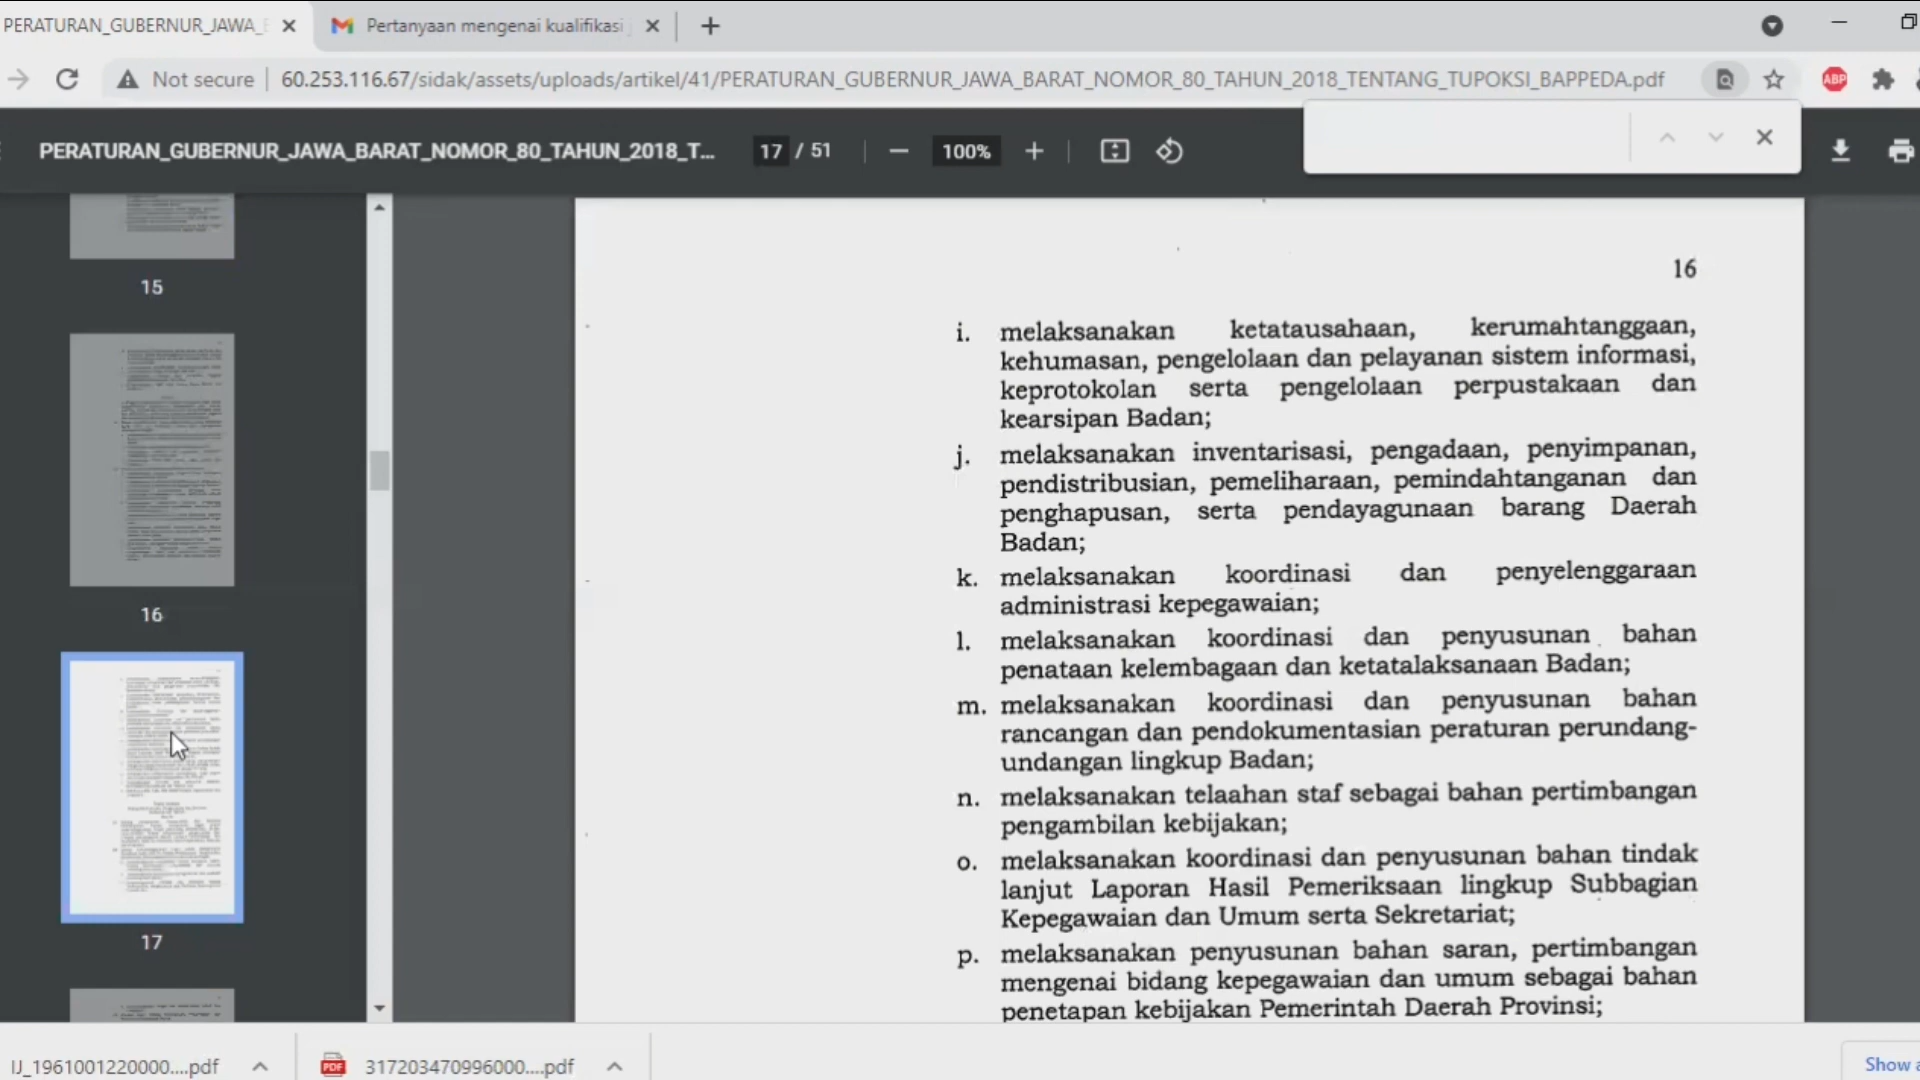 PERATURAN_GUBERNUR_JAWA_B
Pertanyaan mengenai kualifikasi j
Not secure
60.253.116.67/sidak/assets/uploads/artikel/41/PERATURAN_GUBERNUR_JAWA_BARAT_NOMOR_80_TAHUN_2018_TENTANG_TUPOKSI_BAPPEDA.pdf
ABP
PERATURAN_GUBERNUR_JAWA_BARAT_NOMOR_80_TAHUN_2018_T...
17 / 51
100%
15
16
17
16
i. melaksanakan ketatausahaan, kerumahtanggaan,
kehumasan, pengelolaan dan pelayanan sistem informasi,
keprotokolan serta pengelolaan perpustakaan dan
kearsipan Badan;
j. melaksanakan inventarisasi, pengadaan, penyimpanan,
pendistribusian, pemeliharaan, pemindahtanganan dan
penghapusan, serta pendayagunaan barang Daerah
Badan;
k. melaksanakan koordinasi dan penyelenggaraan
administrasi kepegawaian;
l. melaksanakan koordinasi dan penyusunan bahan
penataan kelembagaan dan ketatalaksanaan Badan;
m. melaksanakan koordinasi dan penyusunan bahan
rancangan dan pendokumentasian peraturan perundang-
undangan lingkup Badan;
n. melaksanakan telaahan staf sebagai bahan pertimbangan
pengambilan kebijakan;
o. melaksanakan koordinasi dan penyusunan bahan tindak
lanjut Laporan Hasil Pemeriksaan lingkup Subbagian
Kepegawaian dan Umum serta Sekretariat;
p. melaksanakan penyusunan bahan saran, pertimbangan
mengenai bidang kepegawaian dan umum sebagai bahan
penetapan kebijakan Pemerintah Daerah Provinsi;
IJ_1961001220000....pdf
PDF
317203470996000....pdf
Show a